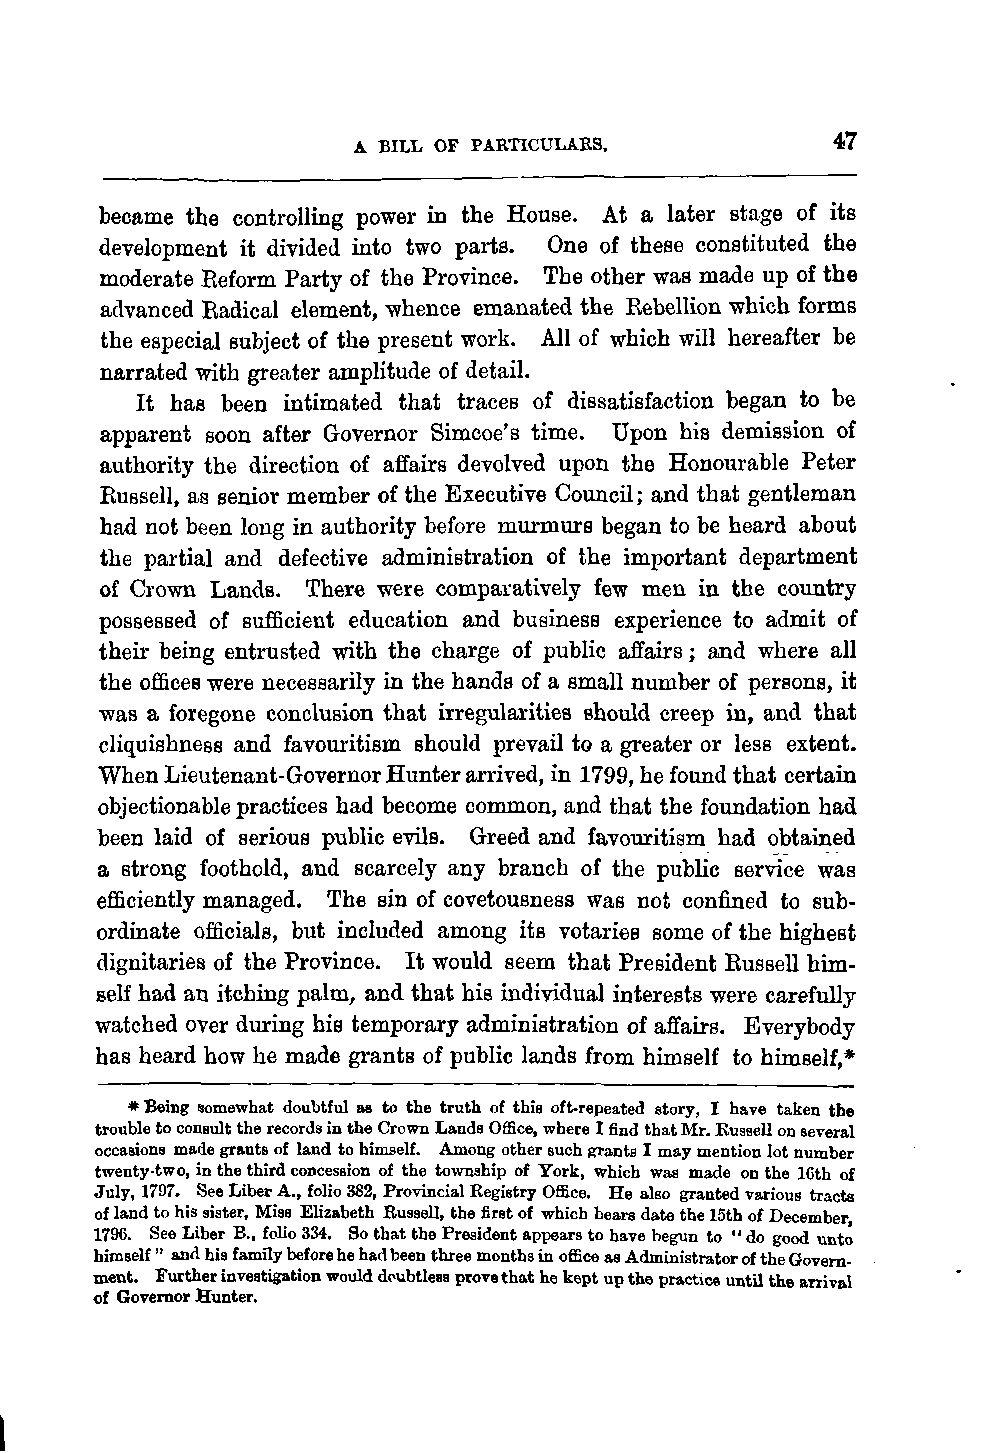 A BILL OF PARTICULARS. 47
became the controlling power in the House. At a later stage of its
development it divided into two parts. One of these constituted the
moderate Reform Party of the Province. The other was made up of the
advanced Radical element, whence emanated the Rebellion which forms
the especial subject of the present work. All of which will hereafter be
narrated with greater amplitude of detail.
It has been intimated that traces of dissatisfaction began to be
apparent soon after Governor Simcoe's time. Upon his demission of
authority the direction of affairs devolved upon the Honourable Peter
Russell, as senior member of the Executive Council; and that gentleman
had not been long in authority before murmurs began to be heard about
the partial and defective administration of the important department
of Crown Lands. There were comparatively few men in the country
possessed of sufficient education and business experience to admit of
their being entrusted with the charge of public affairs; and where all
the offices were necessarily in the hands of a small number of persons, it
was a foregone conclusion that irregularities should creep in, and that
cliquishness and favouritism should prevail to a greater or less extent.
When Lieutenant-Governor Hunter arrived, in 1799, he found that certain
objectionable practices had become common, and that the foundation had
been laid of serious public evils. Greed and favouritism had obtained
a strong foothold, and scarcely any branch of the public service was
efficiently managed. The sin of covetousness was not confined to sub-
ordinate officials, but included among its votaries some of the highest
dignitaries of the Province. It would seem that President Russell him-
self had an itching palm, and that his individual interests were carefully
watched over during his temporary administration of affairs. Everybody
has heard how he made grants of public lands from himself to himself,*
* Being somewhat doubtful as to the truth of this oft-repeated story, I have taken the
trouble to consult the records in the Crown Lands Office, where I find that Mr. Russell on several
occasions made grants of land to himself. Among other such grants I may mention lot number
twenty-two, in the third concession of the township of York, which was made on the 16th of
July, 1797. See Liber A., folio 382, Provincial Registry Office. He also granted various tracts
of land to his sister, Miss Elizabeth Russell, the first of which bears date the 15th of December,
1796. See Liber B., folio 334. So that the President appears to have begun to "do good unto
himself" and his family before he had been three months in office as Administrator of the Govern-
ment. Further investigation would doubtless prove that he kept up the practice until the arrival
of Governor Hunter.